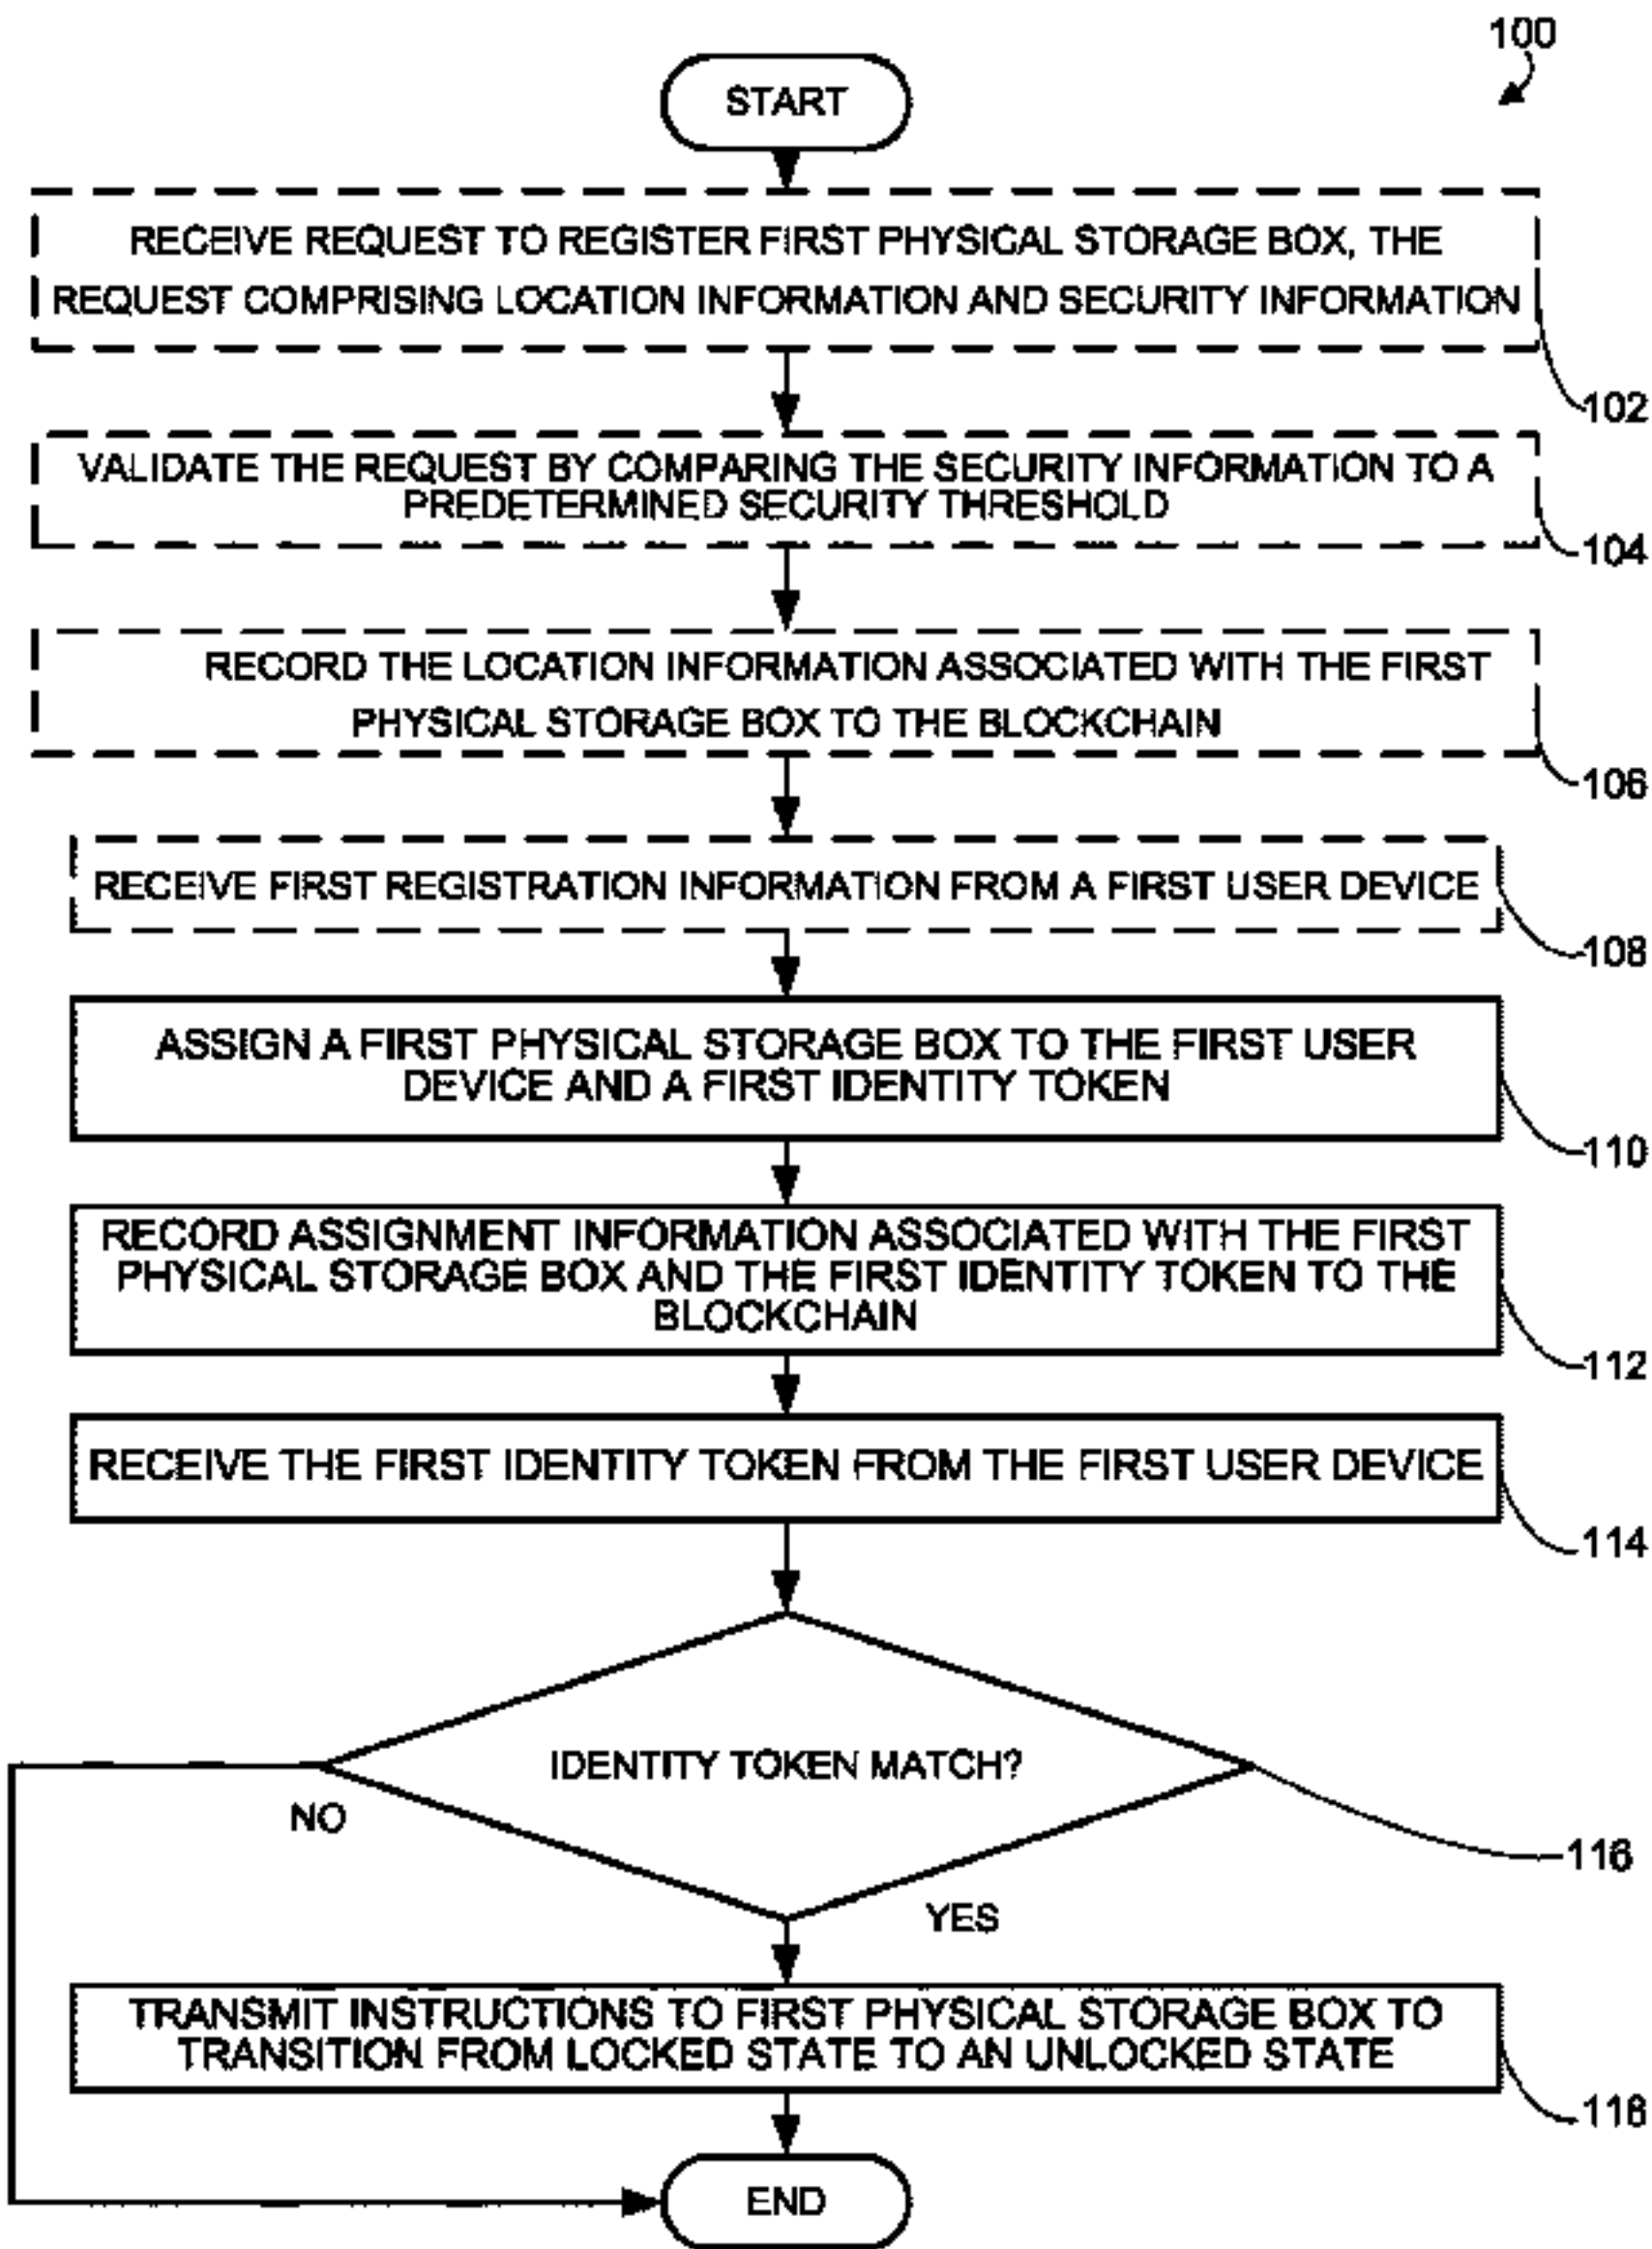 100
START
RECEIVE REQUEST TO REGISTER FIRST PHYSICAL STORAGE BOX, THE
REQUEST COMPRISING LOCATION INFORMATION AND SECURITY INFORMATION
102
VALIDATE THE REQUEST BY COMPARING THE SECURITY INFORMATION TO A
PREDETERMINED SECURITY THRESHOLD
104
RECORD THE LOCATION INFORMATION ASSOCIATED WITH THE FIRST
PHYSICAL STORAGE BOX TO THE BLOCKCHAIN
106
RECEIVE FIRST REGISTRATION INFORMATION FROM A FIRST USER DEVICE
108
ASSIGN A FIRST PHYSICAL STORAGE BOX TO THE FIRST USER
DEVICE AND A FIRST IDENTITY TOKEN
110
RECORD ASSIGNMENT INFORMATION ASSOCIATED WITH THE FIRST
PHYSICAL STORAGE BOX AND THE FIRST IDENTITY TOKEN TO THE
BLOCKCHAIN
112
RECEIVE THE FIRST IDENTITY TOKEN FROM THE FIRST USER DEVICE
114
IDENTITY TOKEN MATCH?
NO
116
YES
TRANSMIT INSTRUCTIONS TO FIRST PHYSICAL STORAGE BOX TO
TRANSITION FROM LOCKED STATE TO AN UNLOCKED STATE
118
END